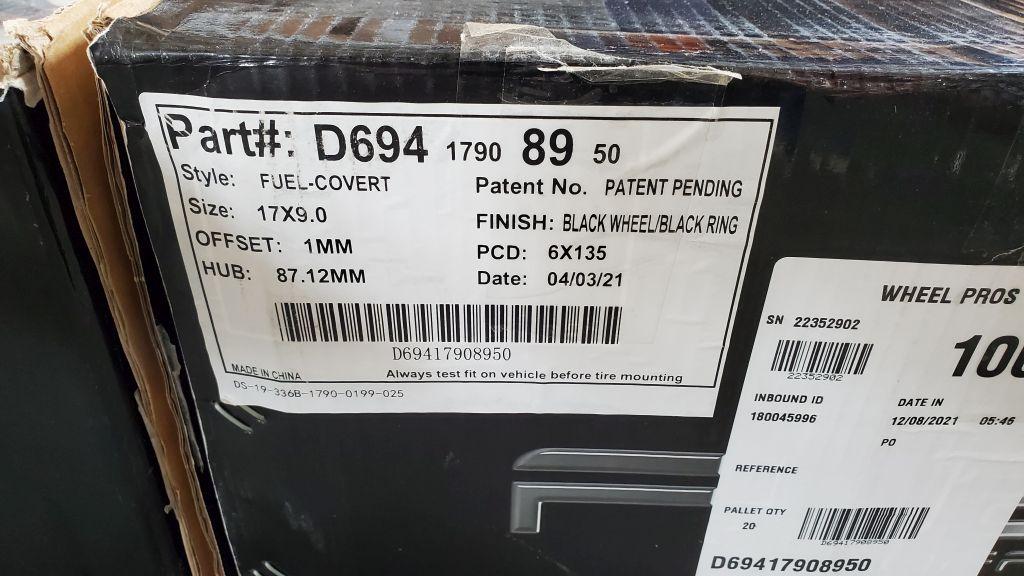 Part#: D694 1790 89 50
Style: FUEL-COVERT
Patent No. PATENT PENDING
Size: 17X9.0
FINISH: BLACK WHEEL/BLACK RING
OFFSET: 1MM
PCD: 6X135
HUB: 87.12MM
Date: 04/03/21
D69417908950
MADE IN CHINA
Always test fit on vehicle before tire mounting
DS-19-336B-1790-0199-025
WHEEL PROS
SN 22352902
22352902
INBOUND ID
180045996
DATE IN
12/08/2021 05:46
PO
REFERENCE
PALLET QTY
20
D69417908950
D69417908950